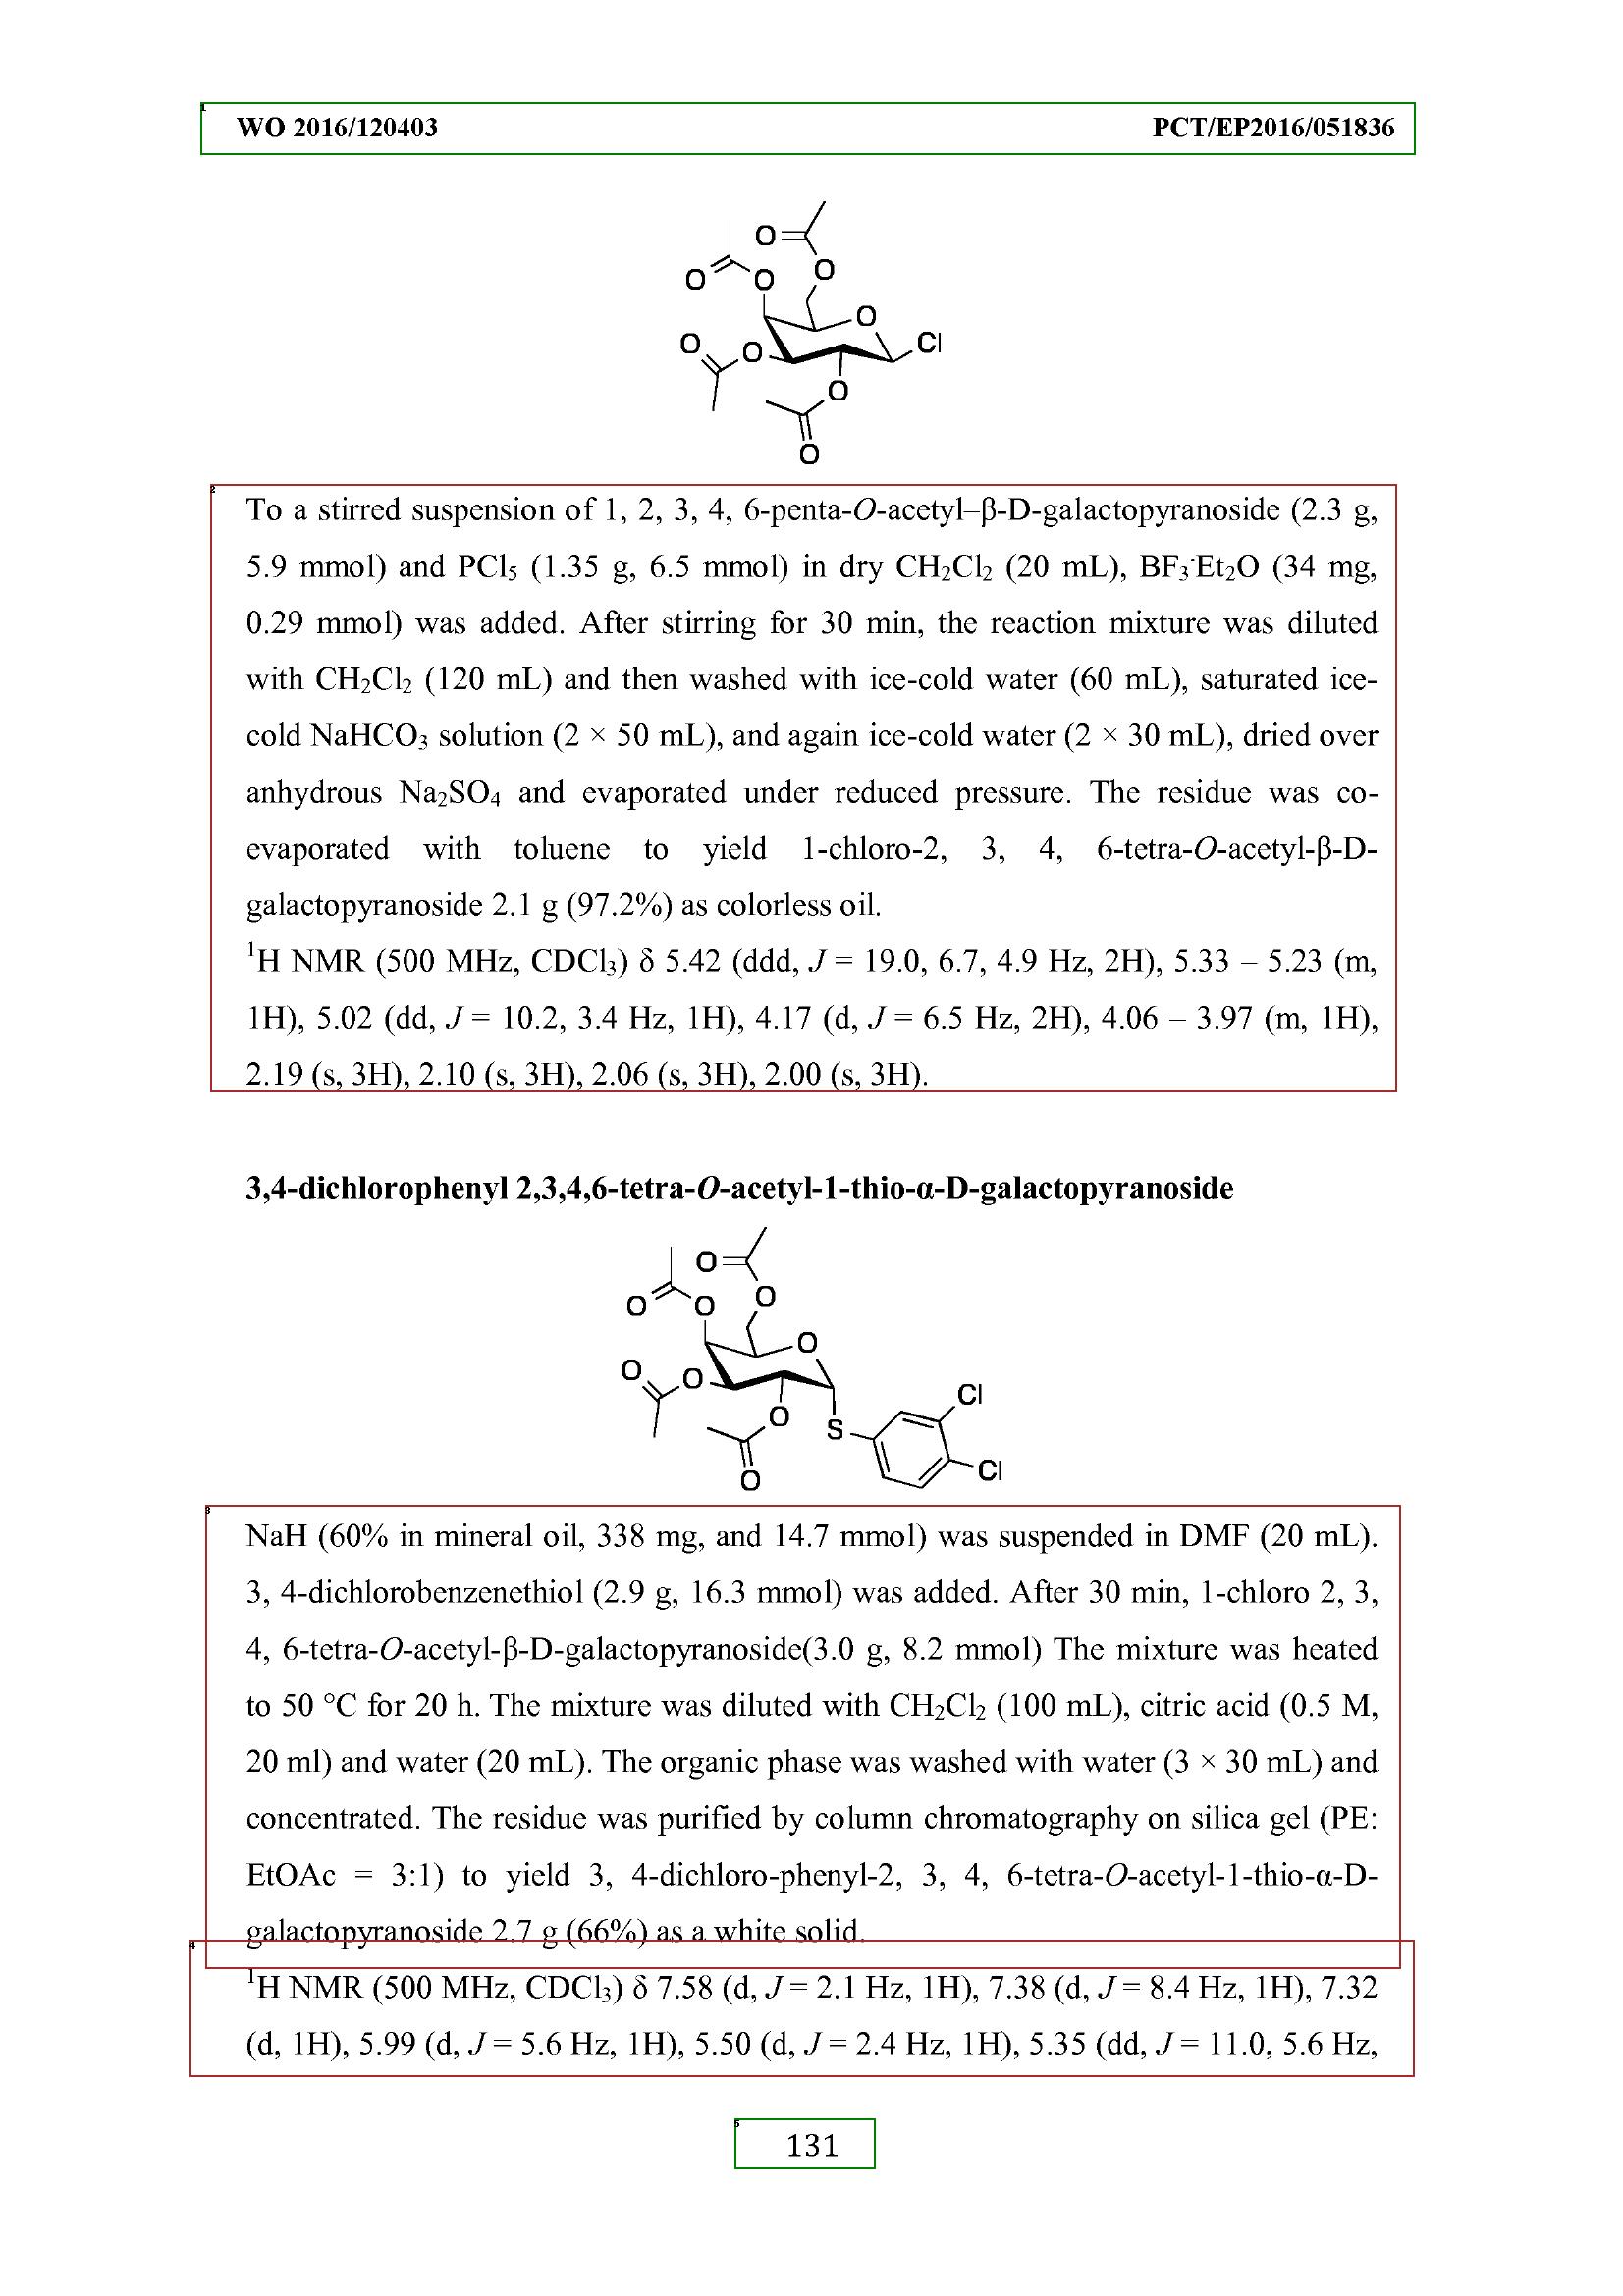 WO 2016/120403 PCT/EP2016/051836
O
O
O
O
O
O
Cl
O
O
O
O
To a stirred suspension of 1, 2, 3, 4, 6-penta-O-acetyl–β-D-galactopyranoside (2.3 g,
5.9 mmol) and PCl₅ (1.35 g, 6.5 mmol) in dry CH₂Cl₂ (20 mL), BF₃·Et₂O (34 mg,
0.29 mmol) was added. After stirring for 30 min, the reaction mixture was diluted
with CH₂Cl₂ (120 mL) and then washed with ice-cold water (60 mL), saturated ice-
cold NaHCO₃ solution (2 × 50 mL), and again ice-cold water (2 × 30 mL), dried over
anhydrous Na₂SO₄ and evaporated under reduced pressure. The residue was co-
evaporated with toluene to yield 1-chloro-2, 3, 4, 6-tetra-O-acetyl-β-D-
galactopyranoside 2.1 g (97.2%) as colorless oil.
¹H NMR (500 MHz, CDCl₃) δ 5.42 (ddd, J = 19.0, 6.7, 4.9 Hz, 2H), 5.33 – 5.23 (m,
1H), 5.02 (dd, J = 10.2, 3.4 Hz, 1H), 4.17 (d, J = 6.5 Hz, 2H), 4.06 – 3.97 (m, 1H),
2.19 (s, 3H), 2.10 (s, 3H), 2.06 (s, 3H), 2.00 (s, 3H).
3,4-dichlorophenyl 2,3,4,6-tetra-O-acetyl-1-thio-α-D-galactopyranoside
O
O
O
O
O
O
O
Cl
O
S
Cl
O
NaH (60% in mineral oil, 338 mg, and 14.7 mmol) was suspended in DMF (20 mL).
3, 4-dichlorobenzenethiol (2.9 g, 16.3 mmol) was added. After 30 min, 1-chloro 2, 3,
4, 6-tetra-O-acetyl-β-D-galactopyranoside(3.0 g, 8.2 mmol) The mixture was heated
to 50 °C for 20 h. The mixture was diluted with CH₂Cl₂ (100 mL), citric acid (0.5 M,
20 ml) and water (20 mL). The organic phase was washed with water (3 × 30 mL) and
concentrated. The residue was purified by column chromatography on silica gel (PE:
EtOAc = 3:1) to yield 3, 4-dichloro-phenyl-2, 3, 4, 6-tetra-O-acetyl-1-thio-α-D-
galactopyranoside 2.7 g (66%) as a white solid.
¹H NMR (500 MHz, CDCl₃) δ 7.58 (d, J = 2.1 Hz, 1H), 7.38 (d, J = 8.4 Hz, 1H), 7.32
(d, 1H), 5.99 (d, J = 5.6 Hz, 1H), 5.50 (d, J = 2.4 Hz, 1H), 5.35 (dd, J = 11.0, 5.6 Hz,
131